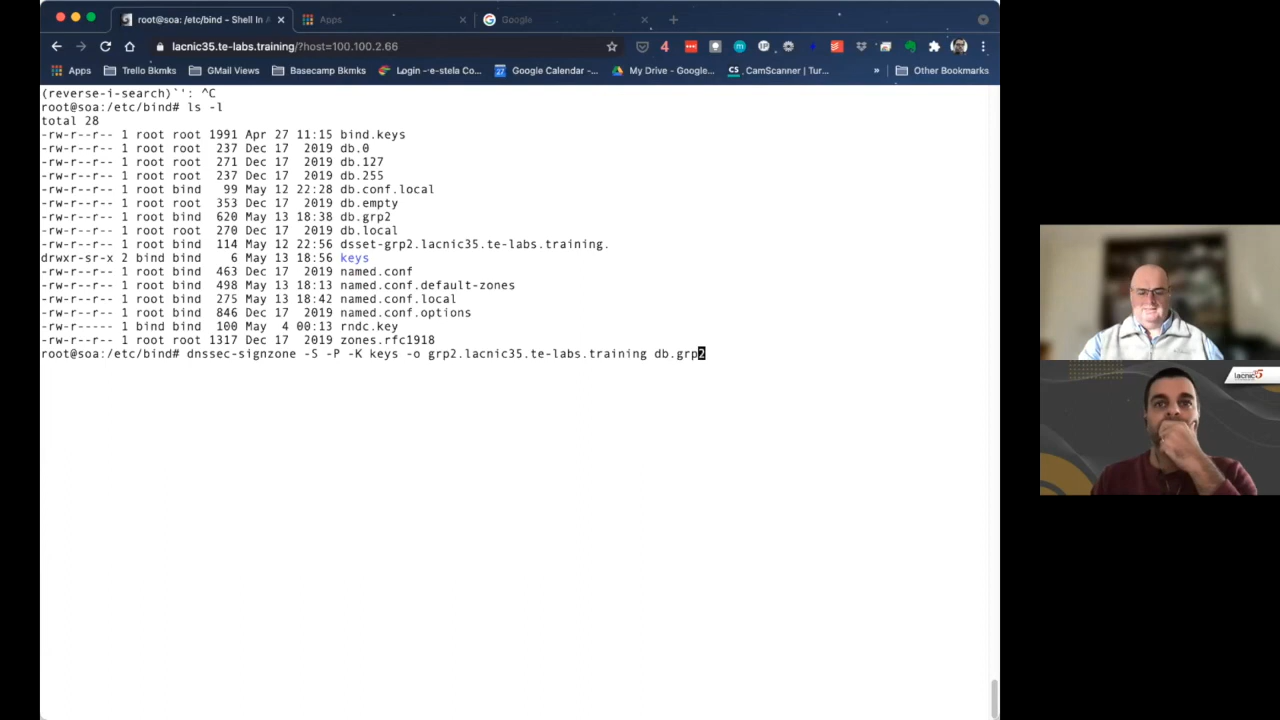 root@soa: /etc/bind - Shell In A
Apps
Google
lacnic35.te-labs.training/?host=100.100.2.66
Apps
Trello Bkmks
GMail Views
Basecamp Bkmks
Login - e-stela Co...
Google Calendar -...
My Drive - Google...
CamScanner | Tur...
»
Other Bookmarks
(reverse-i-search)`': ^C
root@soa:/etc/bind# ls -l
total 28
-rw-r--r-- 1 root root 1991 Apr 27 11:15 bind.keys
-rw-r--r-- 1 root root  237 Dec 17  2019 db.0
-rw-r--r-- 1 root root  271 Dec 17  2019 db.127
-rw-r--r-- 1 root root  237 Dec 17  2019 db.255
-rw-r--r-- 1 root bind   99 May 12 22:28 db.conf.local
-rw-r--r-- 1 root root  353 Dec 17  2019 db.empty
-rw-r--r-- 1 root bind  620 May 13 18:38 db.grp2
-rw-r--r-- 1 root root  270 Dec 17  2019 db.local
-rw-r--r-- 1 root bind  114 May 12 22:56 dsset-grp2.lacnic35.te-labs.training.
drwxr-sr-x 2 bind bind    6 May 13 18:56 keys
-rw-r--r-- 1 root bind  463 Dec 17  2019 named.conf
-rw-r--r-- 1 root bind  498 May 13 18:13 named.conf.default-zones
-rw-r--r-- 1 root bind  275 May 13 18:42 named.conf.local
-rw-r--r-- 1 root bind  846 Dec 17  2019 named.conf.options
-rw-r----- 1 bind bind  100 May  4 00:13 rndc.key
-rw-r--r-- 1 root root 1317 Dec 17  2019 zones.rfc1918
root@soa:/etc/bind# dnssec-signzone -S -P -K keys -o grp2.lacnic35.te-labs.training db.grp2
lacnic35